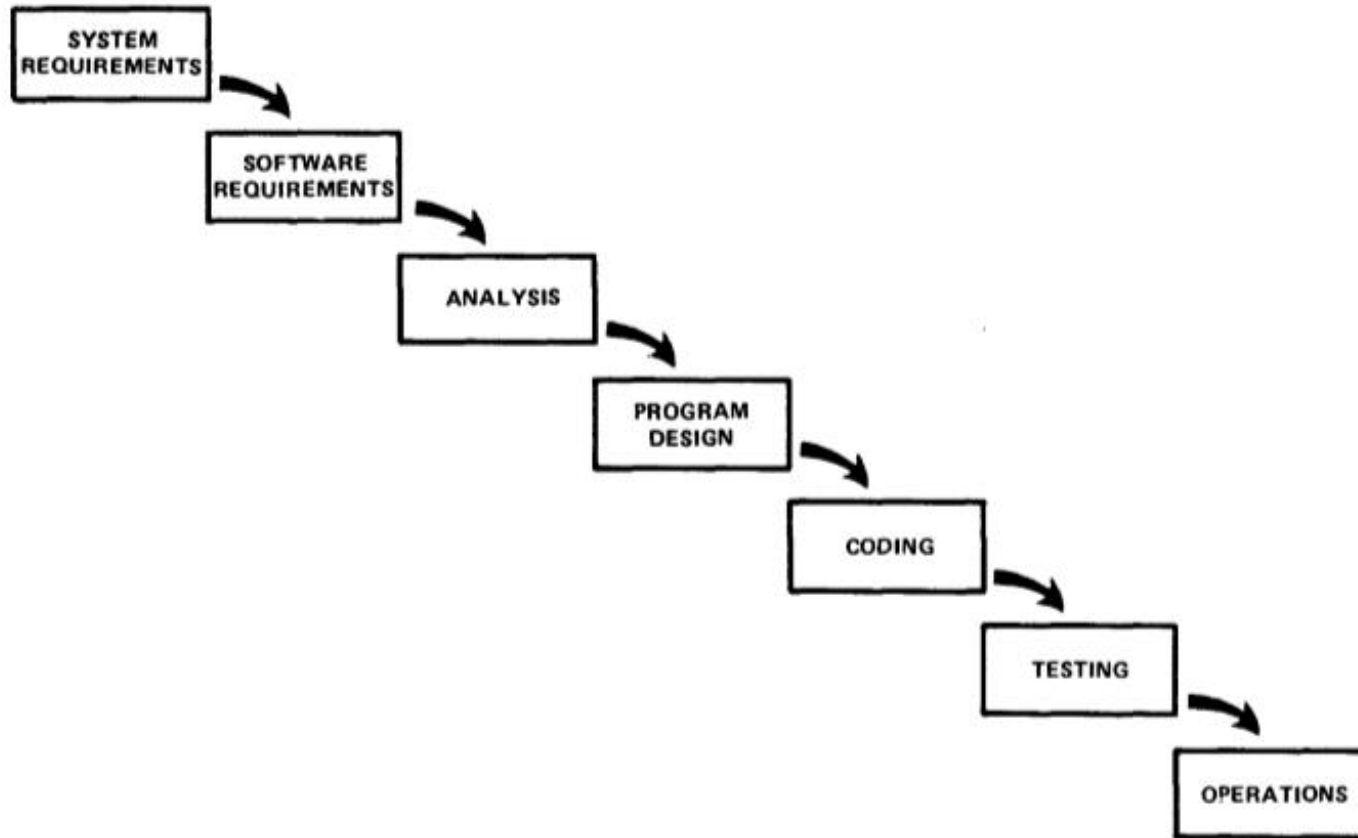 SYSTEM
REQUIREMENTS
SOFTWARE
REQUIREMENTS
ANALYSIS
PROGRAM
DESIGN
CODING
TESTING
OPERATIONS